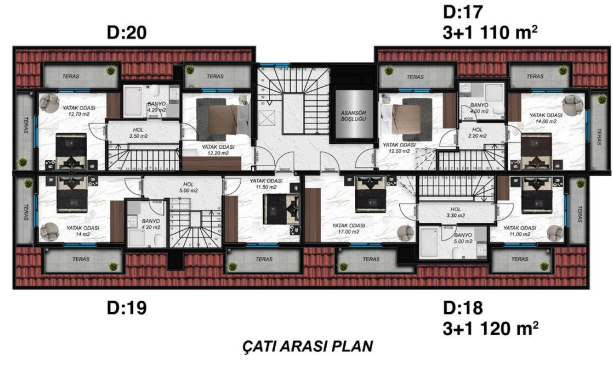 D:20
D:17
3+1 110 m²
TERAS
TERAS
TERAS
TERAS
YATAK ODASI
12.70 m2
BANYO
4.20 m2
HOL
3.50 m2
YATAK ODASI
12.20 m2
ASANSÖR
BOŞLUĞU
YATAK ODASI
12.50 m2
BANYO
4.00 m2
HOL
2.20 m2
YATAK ODASI
14.00 m2
TERAS
TERAS
YATAK ODASI
14 m2
HOL
5.00 m2
BANYO
4.20 m2
YATAK ODASI
11.50 m2
YATAK ODASI
17.00 m2
HOL
3.30 m2
BANYO
5.00 m2
YATAK ODASI
11.00 m2
TERAS
TERAS
TERAS
TERAS
TERAS
TERAS
D:19
D:18
3+1 120 m²
ÇATI ARASI PLAN